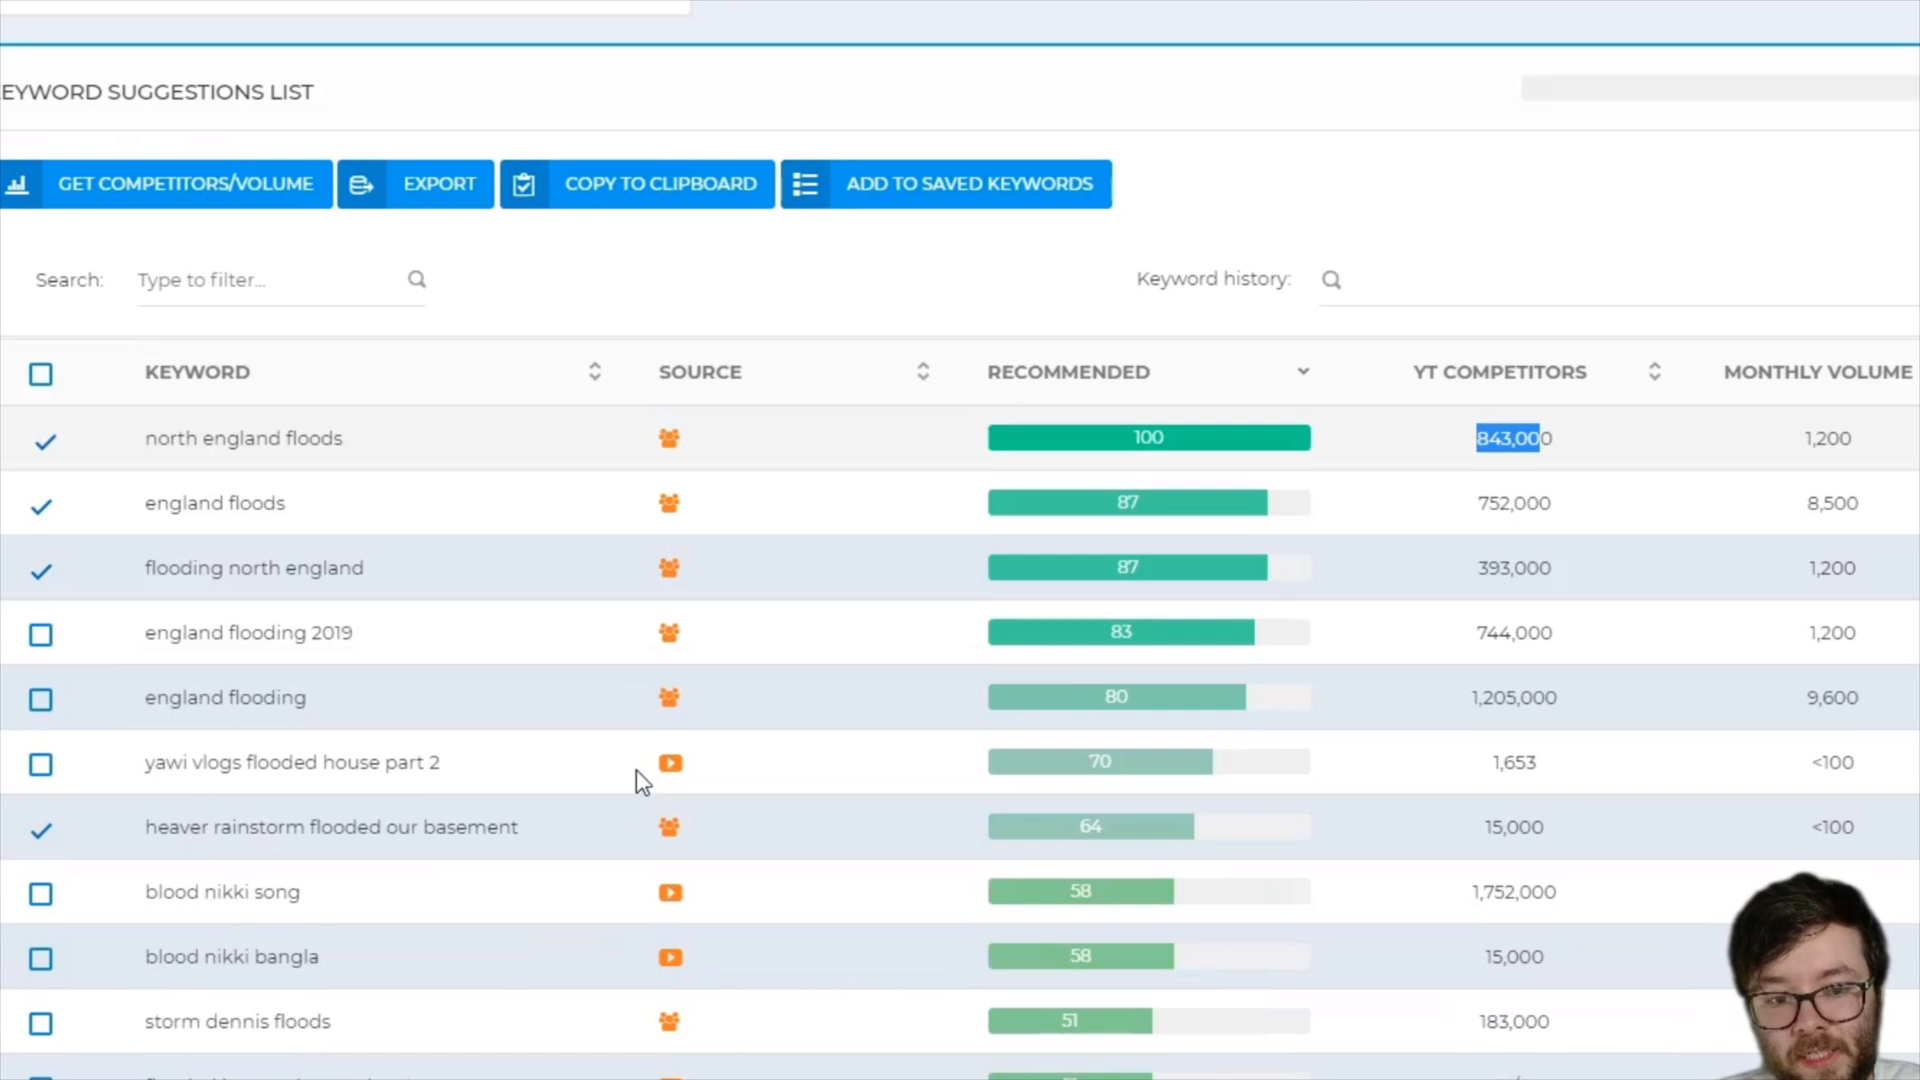 EYWORD SUGGESTIONS LIST
GET COMPETITORS/VOLUME EXPORT COPY TO CLIPBOARD ADD TO SAVED KEYWORDS
Search: Type to filter... Keyword history:
KEYWORD SOURCE RECOMMENDED YT COMPETITORS MONTHLY VOLUME
north england floods 100 843,000 1,200
england floods 87 752,000 8,500
flooding north england 87 393,000 1,200
england flooding 2019 83 744,000 1,200
england flooding 80 1,205,000 9,600
yawi vlogs flooded house part 2 70 1,653 <100
heaver rainstorm flooded our basement 64 15,000 <100
blood nikki song 58 1,752,000
blood nikki bangla 58 15,000
storm dennis floods 51 183,000